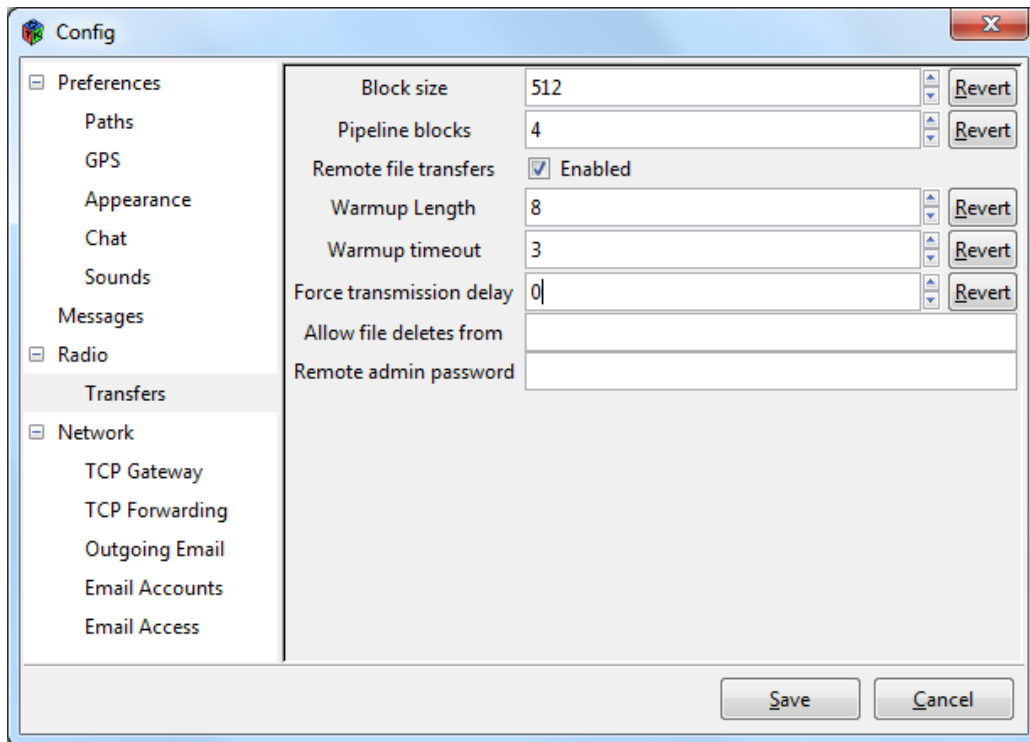 Config
Preferences
Paths
GPS
Appearance
Chat
Sounds
Messages
Radio
Transfers
Network
TCP Gateway
TCP Forwarding
Outgoing Email
Email Accounts
Email Access
Block size 512 Revert
Pipeline blocks 4 Revert
Remote file transfers Enabled
Warmup Length 8 Revert
Warmup timeout 3 Revert
Force transmission delay 0 Revert
Allow file deletes from
Remote admin password
Save Cancel